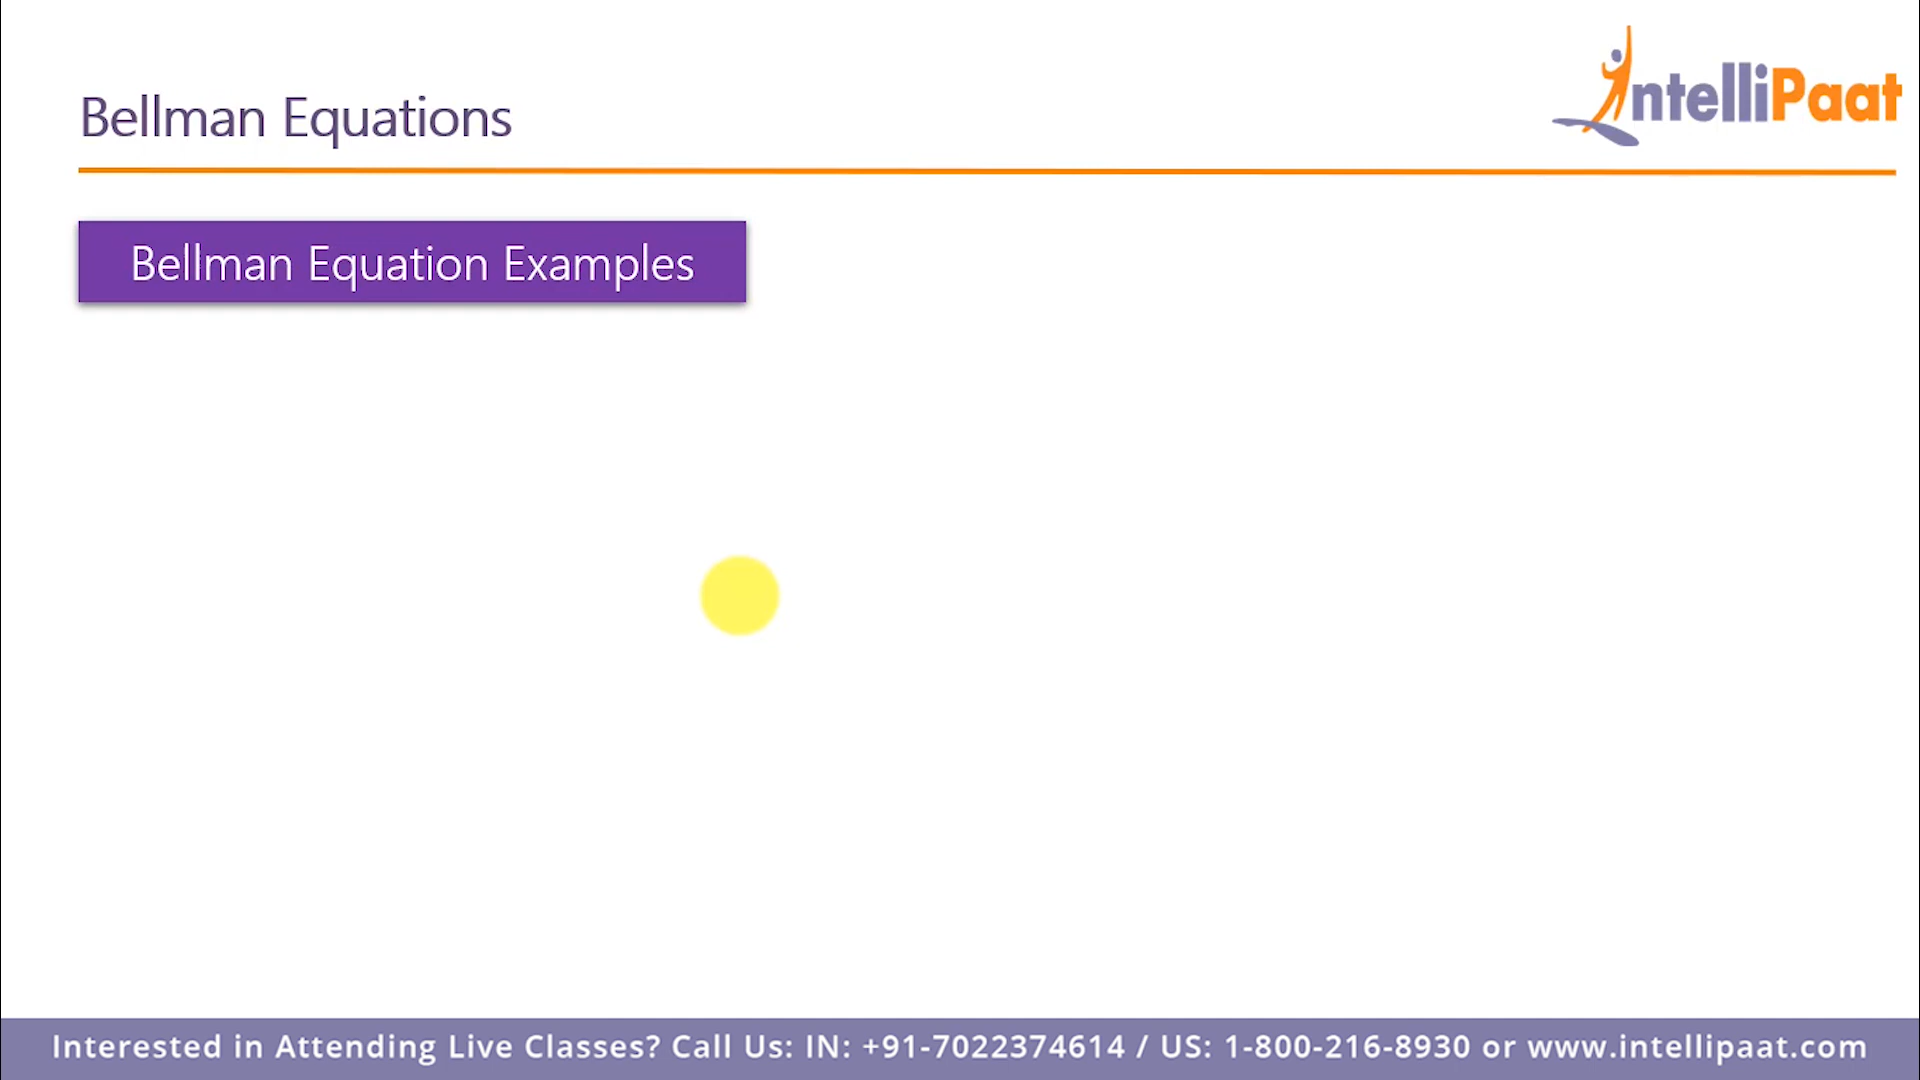 IntelliPaat
Bellman Equations
Bellman Equation Examples
Interested in Attending Live Classes? Call Us: IN: +91-7022374614 / US: 1-800-216-8930 or www.intellipaat.com